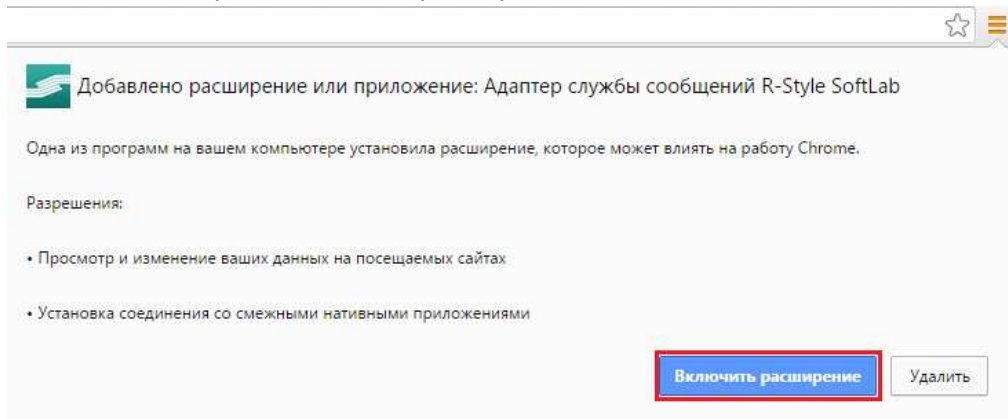 Добавлено расширение или приложение: Адаптер службы сообщений R-Style SoftLab
Одна из программ на вашем компьютере установила расширение, которое может влиять на работу Chrome.
Разрешения:
• Просмотр и изменение ваших данных на посещаемых сайтах
• Установка соединения со смежными нативными приложениями
Включить расширение Удалить